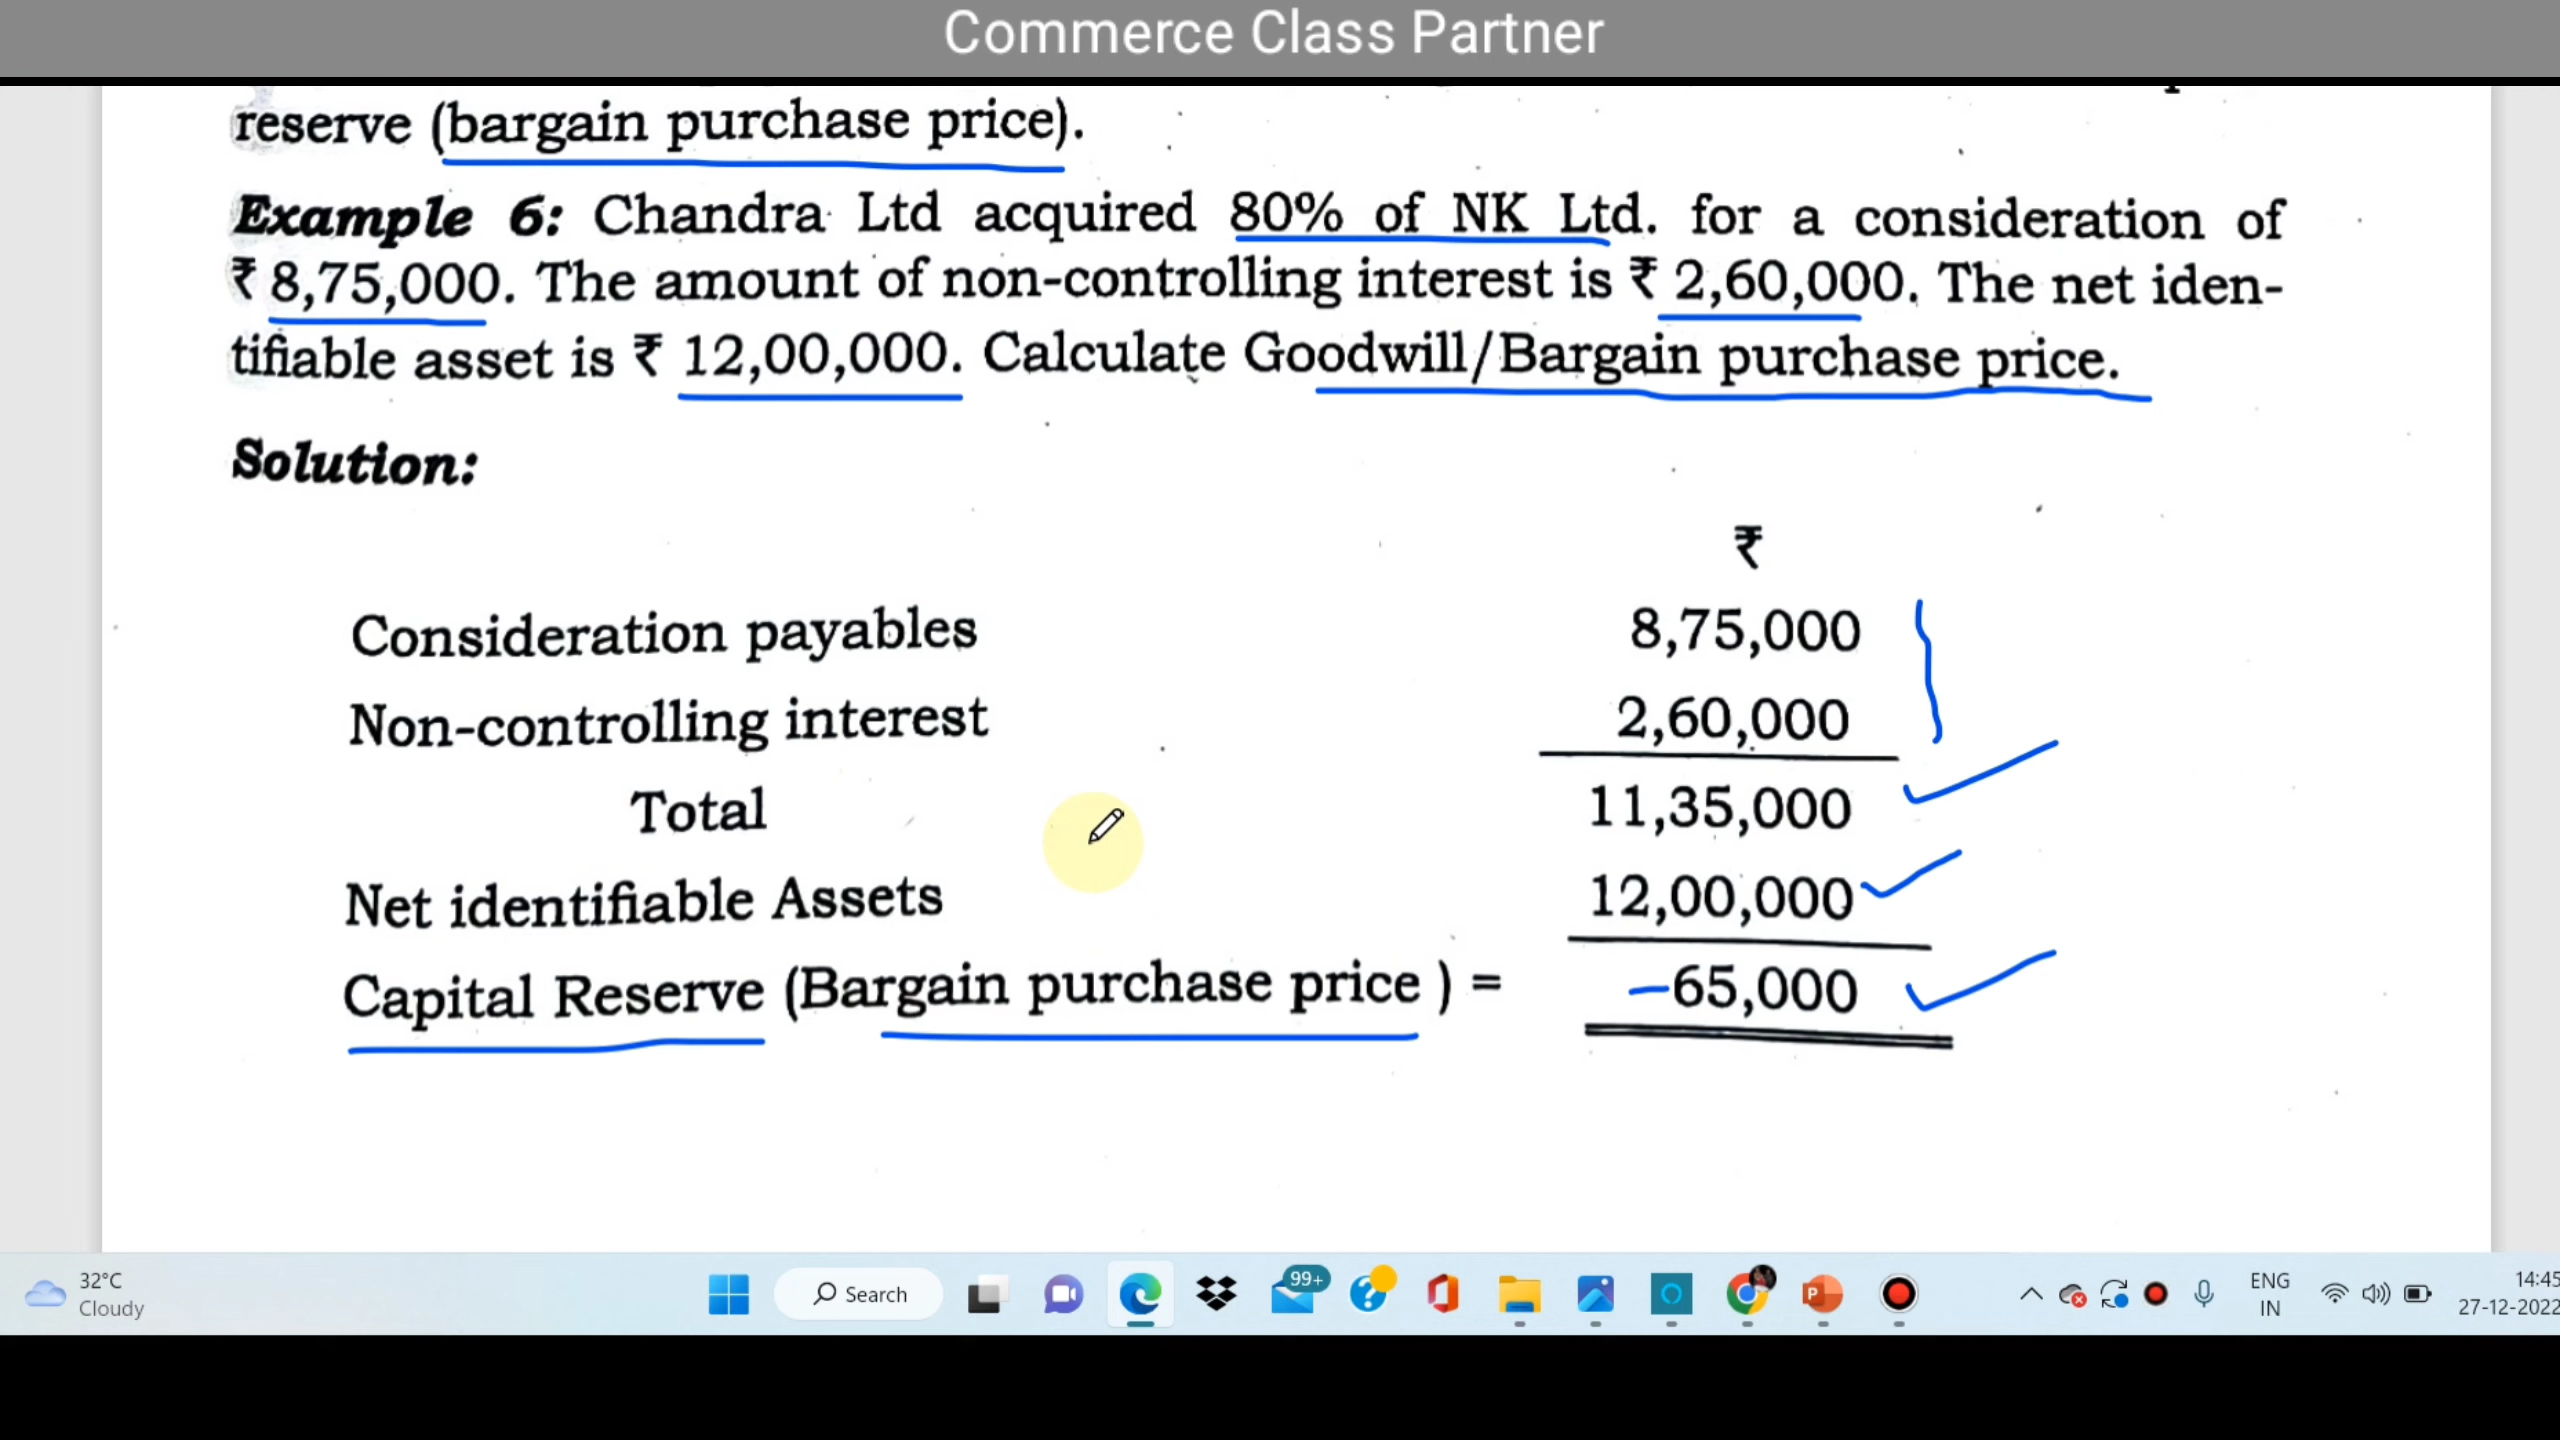 Commerce Class Partner
reserve (bargain purchase price).
Example 6: Chandra Ltd acquired 80% of NK Ltd. for a consideration of
₹ 8,75,000. The amount of non-controlling interest is ₹ 2,60,000. The net iden-
tifiable asset is ₹ 12,00,000. Calculate Goodwill/Bargain purchase price.
Solution:
₹
Consideration payables 8,75,000
Non-controlling interest 2,60,000
Total 11,35,000
Net identifiable Assets 12,00,000
Capital Reserve (Bargain purchase price ) = –65,000
32°C
Cloudy
Search
99+
ENG
IN
14:45
27-12-2022